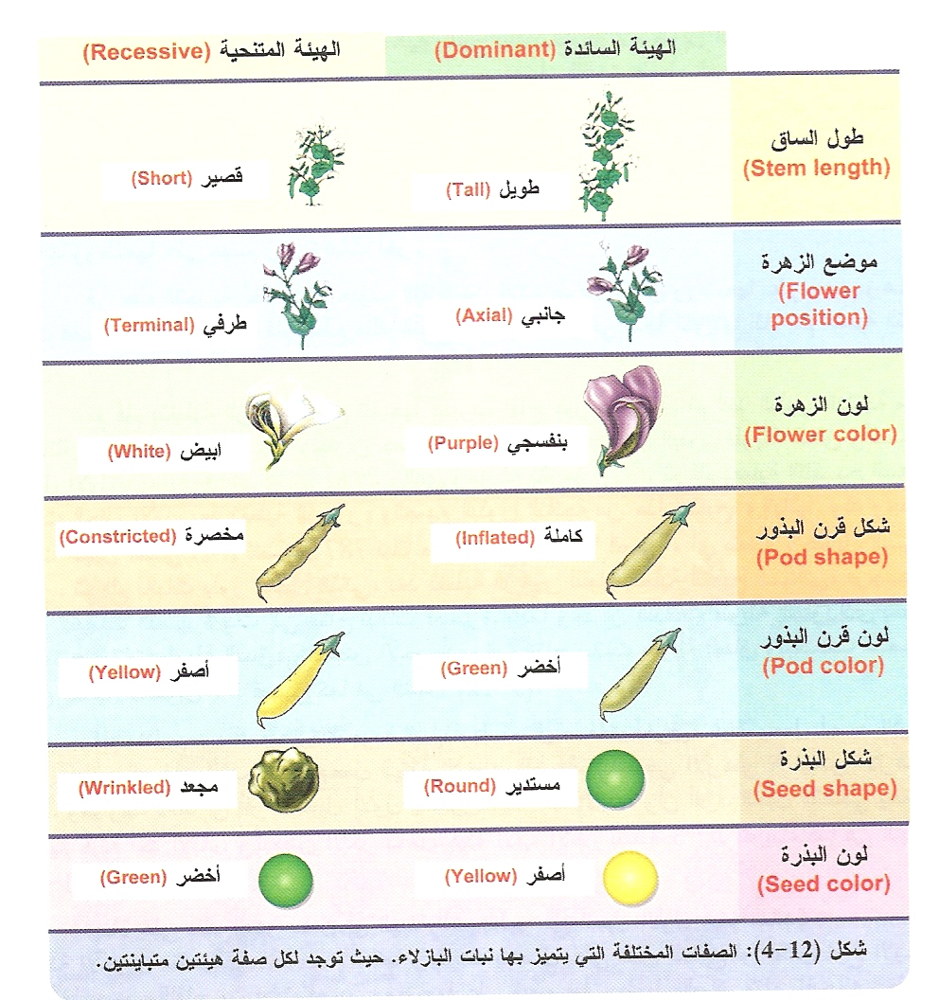 الهيئة السائدة (Dominant)
الهيئة المتنحية (Recessive)
طول الساق
(Stem length)
طويل (Tall)
قصير (Short)
موضع الزهرة
(Flower
position)
جانبي (Axial)
طرفي (Terminal)
لون الزهرة
(Flower color)
بنفسجي (Purple)
ابيض (White)
شكل قرن البذور
(Pod shape)
كاملة (Inflated)
مخصرة (Constricted)
لون قرن البذور
(Pod color)
أخضر (Green)
أصفر (Yellow)
شكل البذرة
(Seed shape)
مستدير (Round)
مجعد (Wrinkled)
لون البذرة
(Seed color)
أصفر (Yellow)
أخضر (Green)
شكل (12-4): الصفات المختلفة التي يتميز بها نبات البازلاء. حيث توجد لكل صفة هيئتين متباينتين.